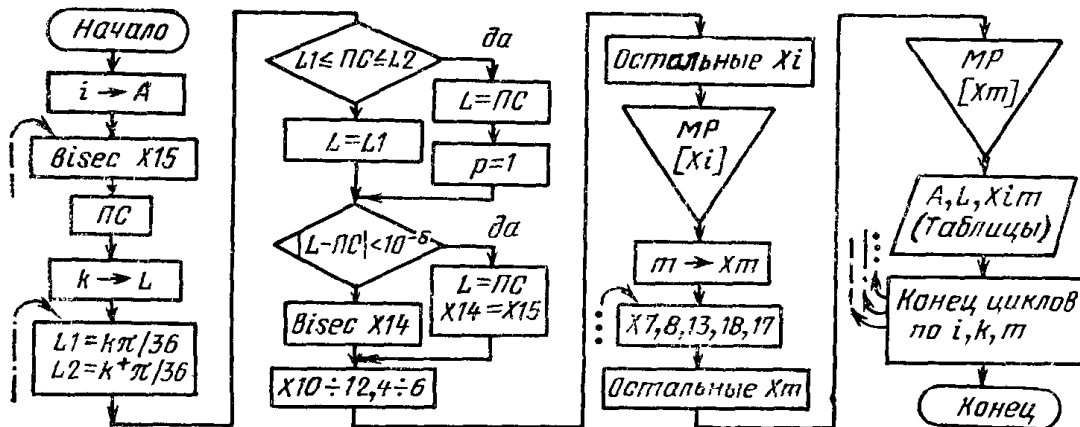 Начало
i → A
Bisec X15
ПС
k → L
L1=kπ/36
L2=k⁺π/36
L1≤ПС≤L2
да
L=ПС
L=L1
p=1
|L-ПС|<10⁻⁵
да
L=ПС
X14=X15
Bisec X14
X10÷12,4÷6
Остальные Xi
МР
[Xi]
m → Xm
X7,8,13,18,17
Остальные Xm
МР
[Xm]
A,L,Xim
(Таблицы)
Конец циклов
по i,k,m
Конец